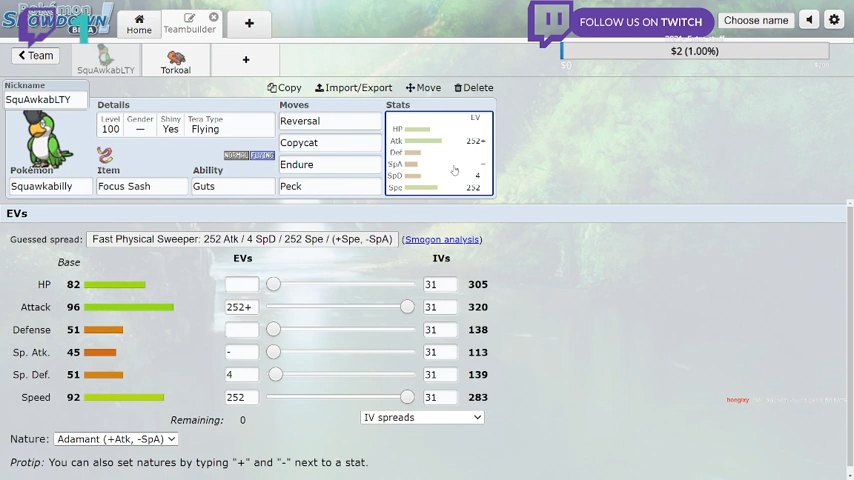 Pokémon
SHOWDOWN
BETA
Home
Teambuilder
FOLLOW US ON TWITCH
Choose name
$2 (1.00%)
$0
Team
SquAwkabLTY
Torkoal
Copy
Import/Export
Move
Delete
Nickname
SquAwkabLTY
Details
Level
Gender
Shiny
Tera Type
100
—
Yes
Flying
Moves
Reversal
Copycat
Endure
Peck
Stats
EV
HP
Atk 252+
Def
SpA −
SpD 4
Spe 252
NORMAL FLYING
Pokémon
Squawkabilly
Item
Focus Sash
Ability
Guts
EVs
Guessed spread: Fast Physical Sweeper: 252 Atk / 4 SpD / 252 Spe / (+Spe, -SpA) (Smogon analysis)
Base EVs IVs
HP 82 31 305
Attack 96 252+ 31 320
Defense 51 31 138
Sp. Atk. 45 - 31 113
Sp. Def. 51 4 31 139
Speed 92 252 31 283
Remaining: 0
IV spreads
Nature: Adamant (+Atk, -SpA)
Protip: You can also set natures by typing "+" and "-" next to a stat.